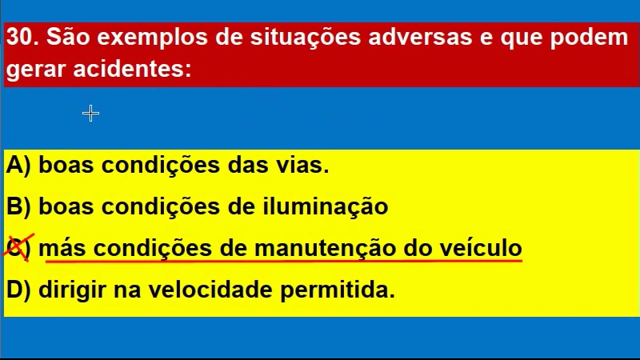 30. São exemplos de situações adversas e que podem
gerar acidentes:
A) boas condições das vias.
B) boas condições de iluminação
C) más condições de manutenção do veículo
D) dirigir na velocidade permitida.